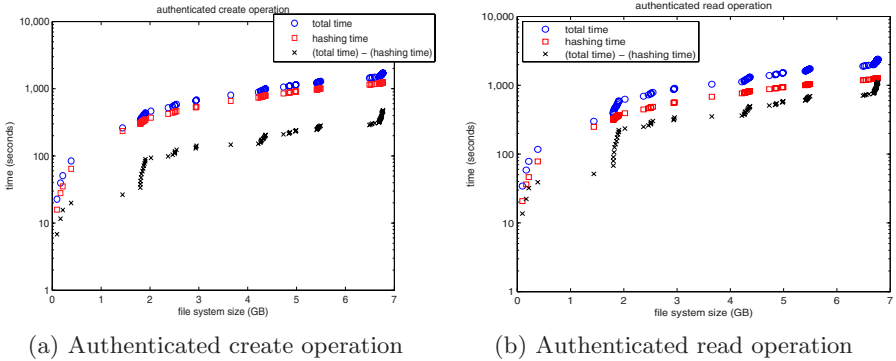 authenticated create operation
total time
hashing time
(total time) − (hashing time)
10,000
1,000
100
10
1
time (seconds)
0 1 2 3 4 5 6 7
file system size (GB)
(a) Authenticated create operation
authenticated read operation
total time
hashing time
(total time) − (hashing time)
10,000
1,000
100
10
1
time (seconds)
0 1 2 3 4 5 6 7
file system size (GB)
(b) Authenticated read operation